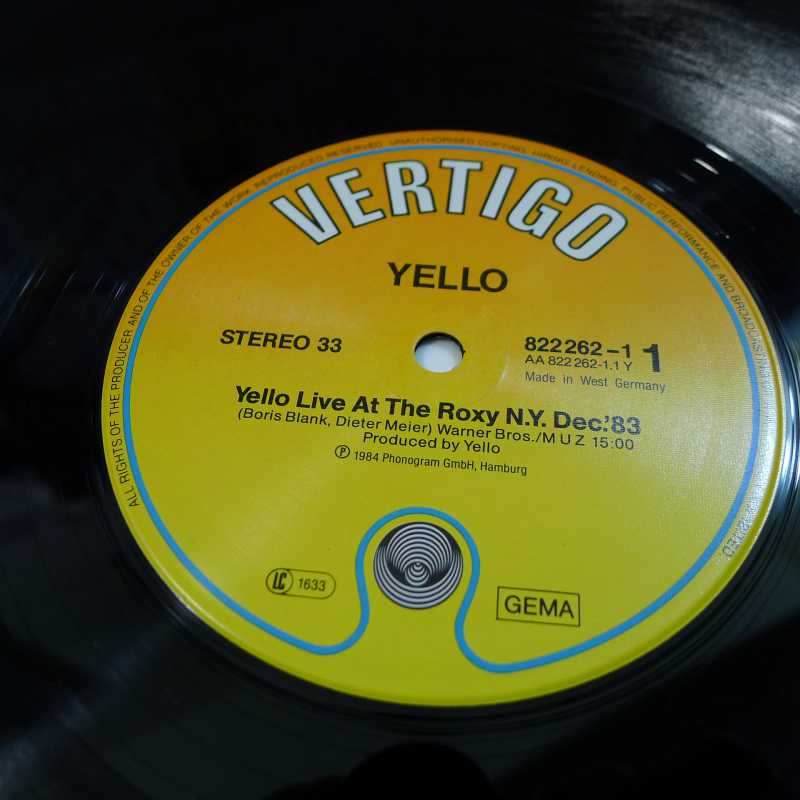 ALL RIGHTS OF THE PRODUCER AND OF THE OWNER OF THE WORK REPRODUCED RESERVED. UNAUTHORISED COPYING, HIRING, LENDING, PUBLIC PERFORMANCE AND BROADCASTING
VERTIGO
YELLO
STEREO 33
822 262-1 1
AA 822 262-1.1 Y
Made in West Germany
Yello Live At The Roxy N.Y. Dec.'83
(Boris Blank, Dieter Meier) Warner Bros./M U Z 15:00
Produced by Yello
Ⓟ 1984 Phonogram GmbH, Hamburg
LC 1633
GEMA